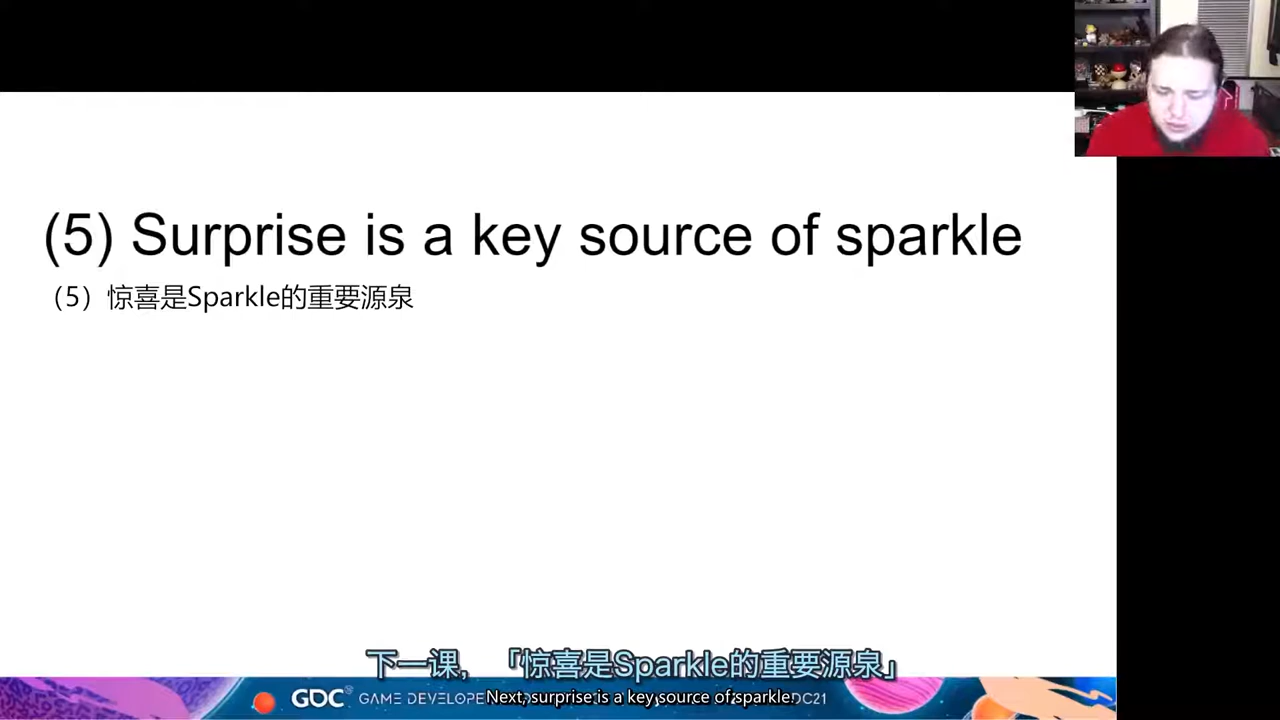 (5) Surprise is a key source of sparkle
（5）惊喜是Sparkle的重要源泉
下一课，「惊喜是Sparkle的重要源泉」
Next, surprise is a key source of sparkle.
GDC GAME DEVELOPE DC21